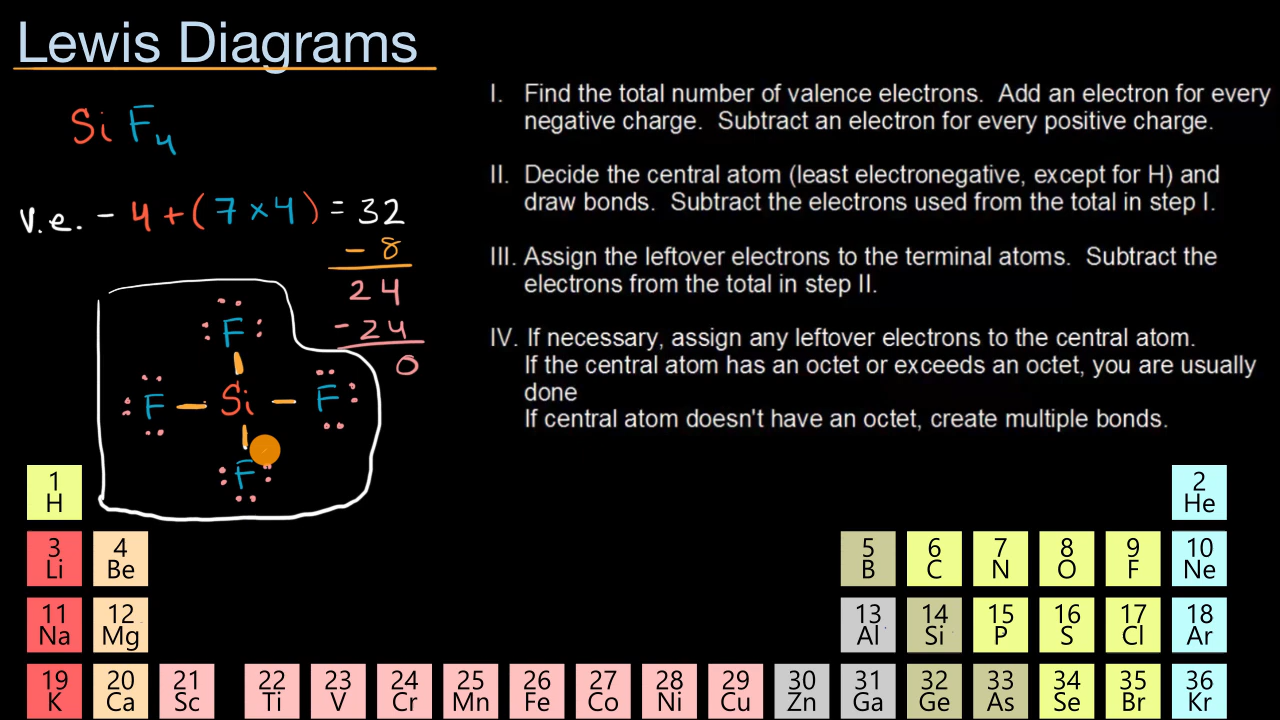 Lewis Diagrams
Si F4
v.e. - 4 + ( 7 × 4 ) = 32
- 8
24
- 24
0
F
F - Si - F
F
I. Find the total number of valence electrons. Add an electron for every
negative charge. Subtract an electron for every positive charge.
II. Decide the central atom (least electronegative, except for H) and
draw bonds. Subtract the electrons used from the total in step I.
III. Assign the leftover electrons to the terminal atoms. Subtract the
electrons from the total in step II.
IV. If necessary, assign any leftover electrons to the central atom.
If the central atom has an octet or exceeds an octet, you are usually
done
If central atom doesn't have an octet, create multiple bonds.
1 2
H He
3 4 5 6 7 8 9 10
Li Be B C N O F Ne
11 12 13 14 15 16 17 18
Na Mg Al Si P S Cl Ar
19 20 21 22 23 24 25 26 27 28 29 30 31 32 33 34 35 36
K Ca Sc Ti V Cr Mn Fe Co Ni Cu Zn Ga Ge As Se Br Kr